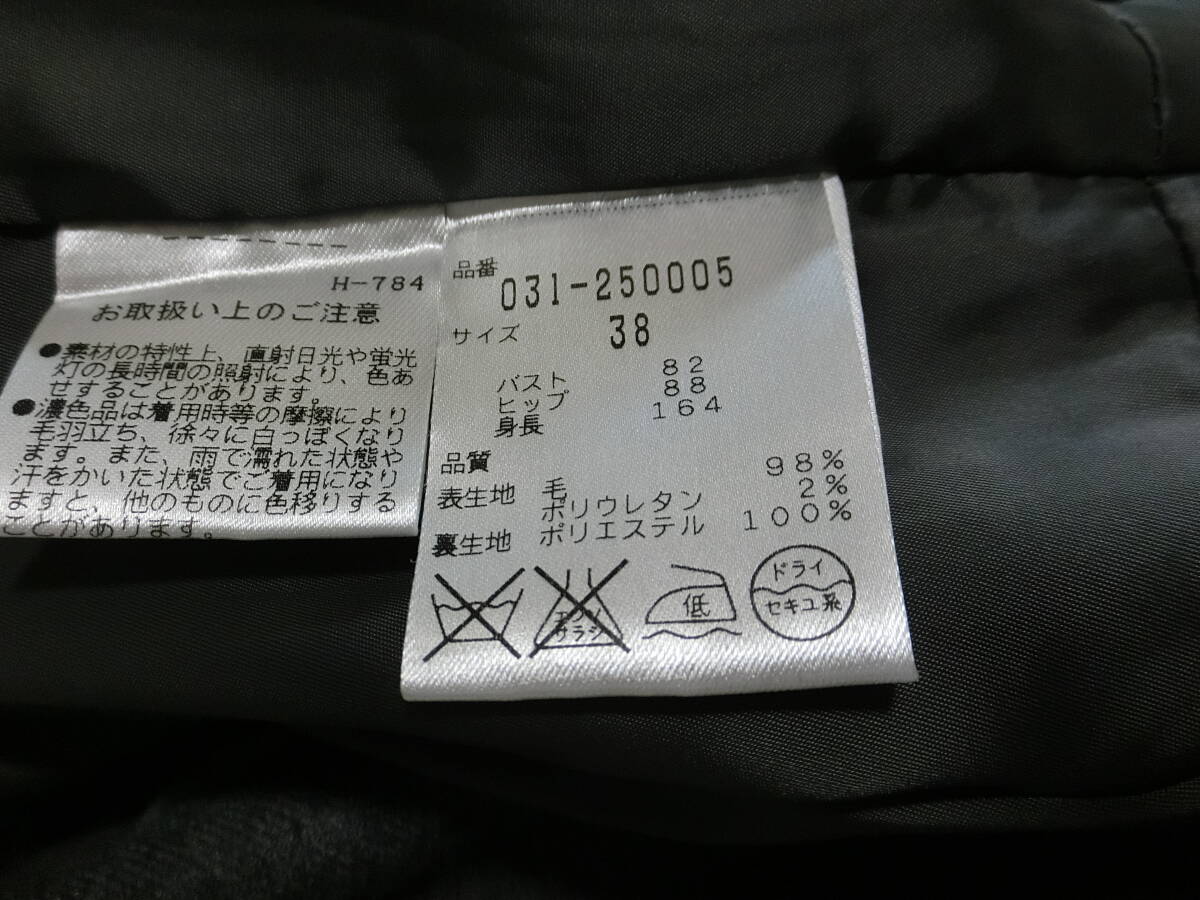 H-784
お取扱い上のご注意
●素材の特性上、直射日光や蛍光
灯の長時間の照射により、色あ
せすることがあります。
●濃色品は着用時等の摩擦により
毛羽立ち、徐々に白っぽくなり
ます。また、雨で濡れた状態や
汗をかいた状態でご着用になり
ますと、他のものに色移りする
ことがあります。
品番 031-250005
サイズ 38
バスト 82
ヒップ 88
身長 164
品質
表生地 毛 98%
ポリウレタン 2%
裏生地 ポリエステル 100%
エンソ
サラシ
低
ドライ
セキユ系